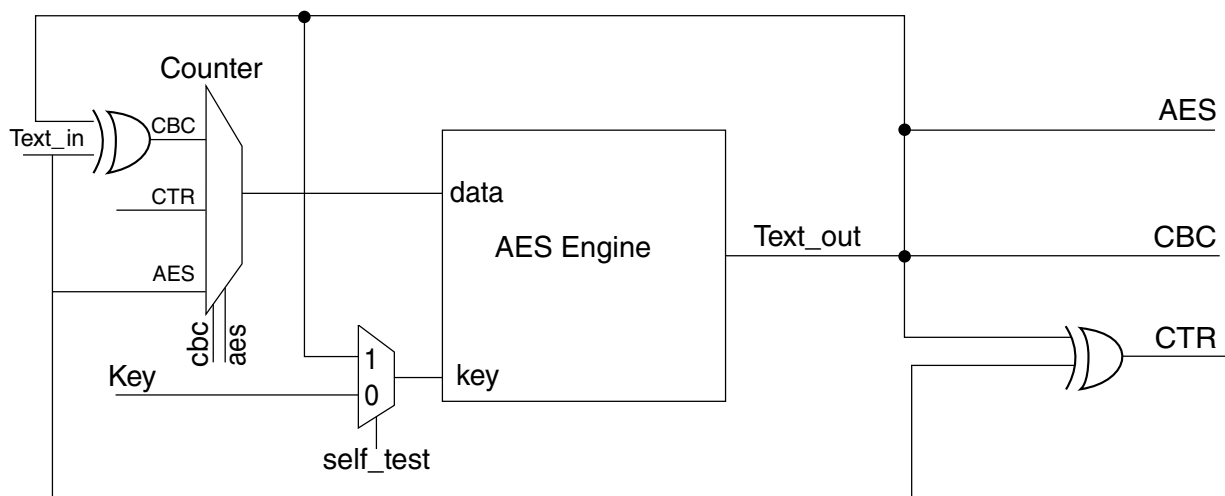 Counter
AES
CBC
Text_in
CTR
data
AES Engine
Text_out
CBC
AES
cbc
aes
CTR
1
Key
0
key
self_test